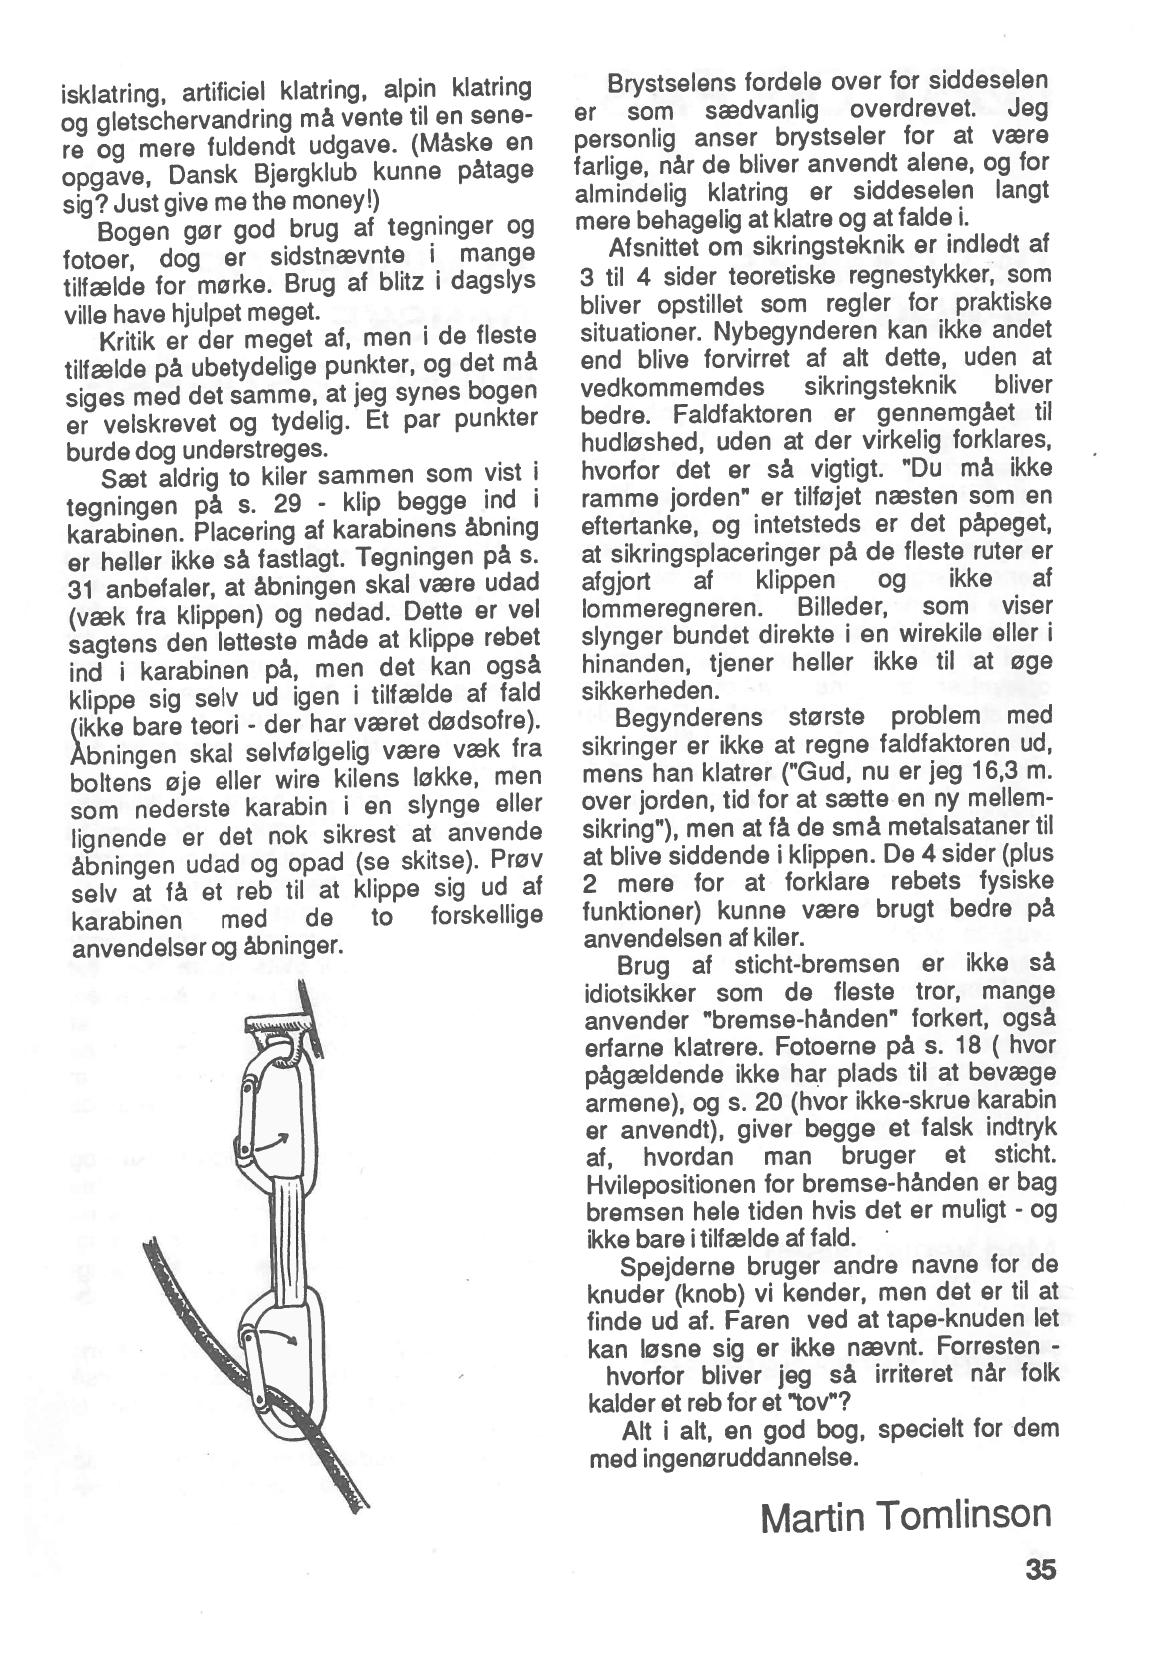 isklatring, artificiel klatring, alpin klatring
og gletschervandring må vente til en sene-
re og mere fuldendt udgave. (Måske en
opgave, Dansk Bjergklub kunne påtage
sig? Just give me the money!)
Bogen gør god brug af tegninger og
fotoer, dog er sidstnævnte i mange
tilfælde for mørke. Brug af blitz i dagslys
ville have hjulpet meget.
Kritik er der meget af, men i de fleste
tilfælde på ubetydelige punkter, og det må
siges med det samme, at jeg synes bogen
er velskrevet og tydelig. Et par punkter
burde dog understreges.
Sæt aldrig to kiler sammen som vist i
tegningen på s. 29 - klip begge ind i
karabinen. Placering af karabinens åbning
er heller ikke så fastlagt. Tegningen på s.
31 anbefaler, at åbningen skal være udad
(væk fra klippen) og nedad. Dette er vel
sagtens den letteste måde at klippe rebet
ind i karabinen på, men det kan også
klippe sig selv ud igen i tilfælde af fald
(ikke bare teori - der har været dødsofre).
Åbningen skal selvfølgelig være væk fra
boltens øje eller wire kilens løkke, men
som nederste karabin i en slynge eller
lignende er det nok sikrest at anvende
åbningen udad og opad (se skitse). Prøv
selv at få et reb til at klippe sig ud af
karabinen med de to forskellige
anvendelser og åbninger.
Brystselens fordele over for siddeselen
er som sædvanlig overdrevet. Jeg
personlig anser brystseler for at være
farlige, når de bliver anvendt alene, og for
almindelig klatring er siddeselen langt
mere behagelig at klatre og at falde i.
Afsnittet om sikringsteknik er indledt af
3 til 4 sider teoretiske regnestykker, som
bliver opstillet som regler for praktiske
situationer. Nybegynderen kan ikke andet
end blive forvirret af alt dette, uden at
vedkommemdes sikringsteknik bliver
bedre. Faldfaktoren er gennemgået til
hudløshed, uden at der virkelig forklares,
hvorfor det er så vigtigt. "Du må ikke
ramme jorden" er tilføjet næsten som en
eftertanke, og intetsteds er det påpeget,
at sikringsplaceringer på de fleste ruter er
afgjort af klippen og ikke af
lommeregneren. Billeder, som viser
slynger bundet direkte i en wirekile eller i
hinanden, tjener heller ikke til at øge
sikkerheden.
Begynderens største problem med
sikringer er ikke at regne faldfaktoren ud,
mens han klatrer ("Gud, nu er jeg 16,3 m.
over jorden, tid for at sætte en ny mellem-
sikring"), men at få de små metalsataner til
at blive siddende i klippen. De 4 sider (plus
2 mere for at forklare rebets fysiske
funktioner) kunne være brugt bedre på
anvendelsen af kiler.
Brug af sticht-bremsen er ikke så
idiotsikker som de fleste tror, mange
anvender "bremse-hånden" forkert, også
erfarne klatrere. Fotoerne på s. 18 ( hvor
pågældende ikke har plads til at bevæge
armene), og s. 20 (hvor ikke-skrue karabin
er anvendt), giver begge et falsk indtryk
af, hvordan man bruger et sticht.
Hvilepositionen for bremse-hånden er bag
bremsen hele tiden hvis det er muligt - og
ikke bare i tilfælde af fald.
Spejderne bruger andre navne for de
knuder (knob) vi kender, men det er til at
finde ud af. Faren ved at tape-knuden let
kan løsne sig er ikke nævnt. Forresten -
hvorfor bliver jeg så irriteret når folk
kalder et reb for et "tov"?
Alt i alt, en god bog, specielt for dem
med ingenøruddannelse.
Martin Tomlinson
35